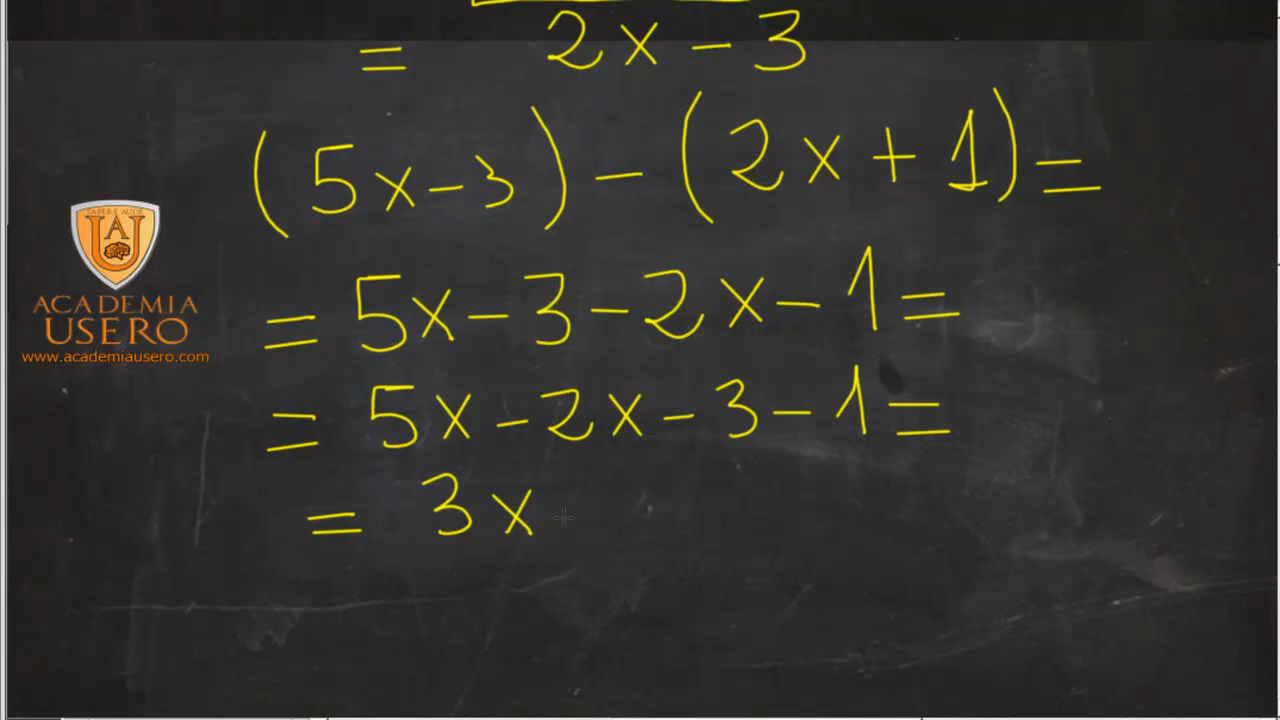 = 2x - 3
(5x - 3) - (2x + 1) =
= 5x - 3 - 2x - 1 =
= 5x - 2x - 3 - 1 =
= 3x
SAPERE AUDE
UA
ACADEMIA
USERO
www.academiausero.com